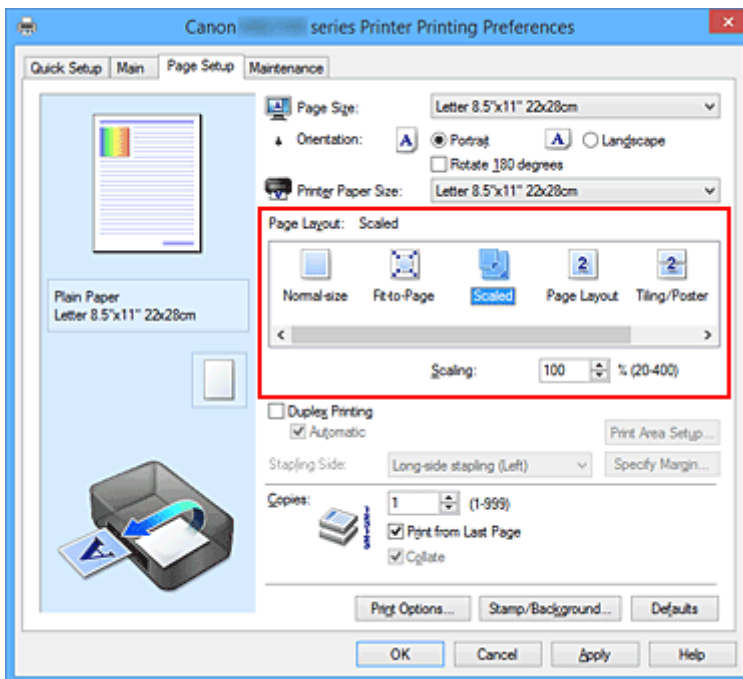 Canon series Printer Printing Preferences
Quick Setup Main Page Setup Maintenance
Page Size: Letter 8.5"x11" 22x28cm
Orientation: A Portrait A Landscape
Rotate 180 degrees
Printer Paper Size: Letter 8.5"x11" 22x28cm
Page Layout: Scaled
Normal-size Fit-to-Page Scaled Page Layout Tiling/Poster
Plain Paper
Letter 8.5"x11" 22x28cm
Scaling: 100 % (20-400)
Duplex Printing
Automatic Print Area Setup...
Stapling Side: Long-side stapling (Left) Specify Margin...
Copies: 1 (1-999)
Print from Last Page
Collate
Print Options... Stamp/Background... Defaults
OK Cancel Apply Help